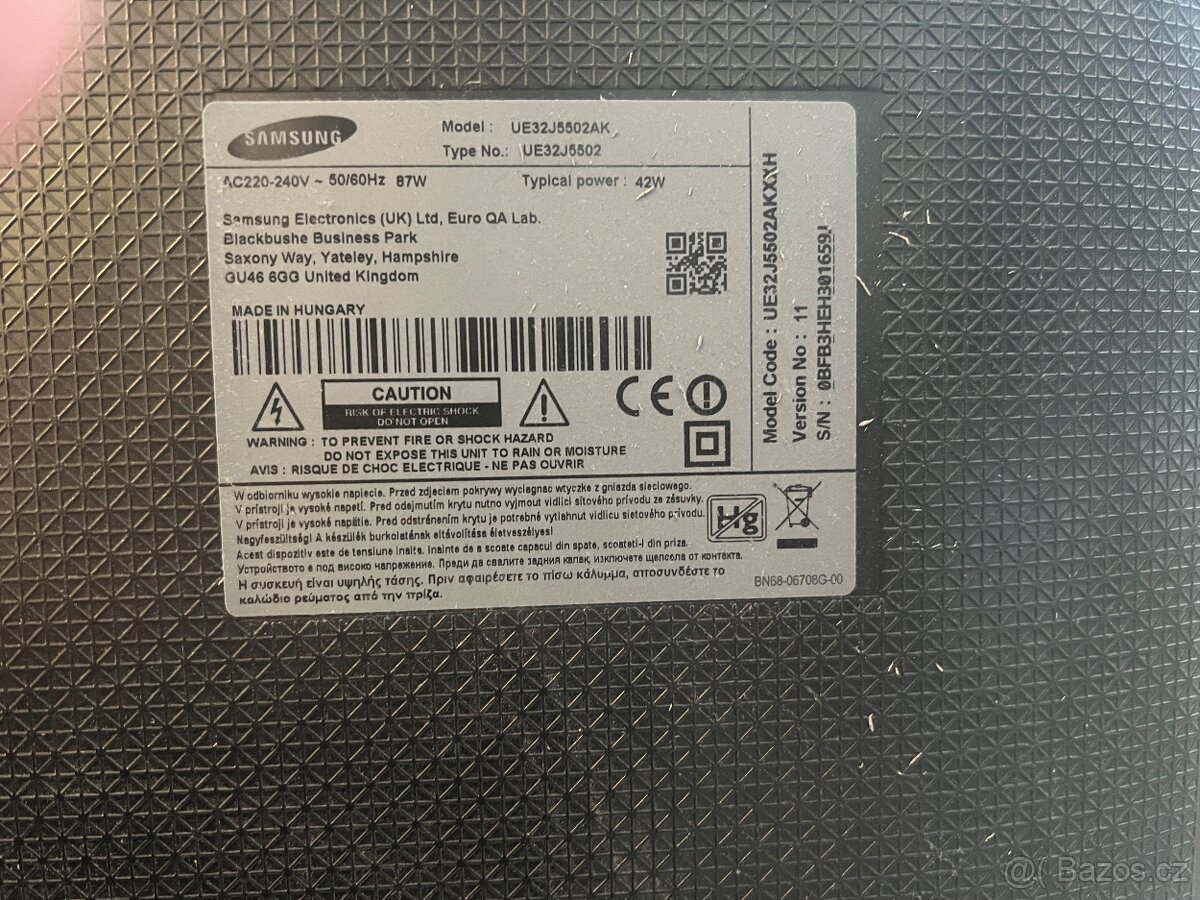 SAMSUNG
Model : UE32J5502AK
Type No.: UE32J5502
AC220-240V ~ 50/60Hz 87W
Typical power : 42W
Samsung Electronics (UK) Ltd, Euro QA Lab.
Blackbushe Business Park
Saxony Way, Yateley, Hampshire
GU46 6GG United Kingdom
MADE IN HUNGARY
CAUTION
RISK OF ELECTRIC SHOCK
DO NOT OPEN
CE
WARNING : TO PREVENT FIRE OR SHOCK HAZARD
DO NOT EXPOSE THIS UNIT TO RAIN OR MOISTURE
AVIS : RISQUE DE CHOC ELECTRIQUE - NE PAS OUVRIR
Model Code : UE32J5502AKXXH
Version No : 11
S/N : 0BFB3HEH301659J
W odbiorniku wysokie napiecie. Przed zdjeciem pokrywy wyciagnac wtyczke z gniazda sieciowego.
V prístroji je vysoké napětí. Pred odejmutím krytu nutno vyjmout vidlici síťového prívodu ze zásuvky.
V prístroji je vysoké napätie. Pred odstránením krytu je potrebné vytiahnut vidlicu sietového prívodu.
Nagyfeszültség! A készülék burkolatának eltávolítása életveszélyes!
Acest dispozitiv este de tensiune inalta. Inainte de a scoate capacul din spate, scoateti-l din priza.
Устройството е под високо напрежение. Преди да свалите задния капак, изключете щепсела от контакта.
Η συσκευή είναι υψηλής τάσης. Πριν αφαιρέσετε το πίσω κάλυμμα, αποσυνδέστε το
καλώδιο ρεύματος από την πρίζα.
Hg
BN68-06708G-00
@( Bazos.cz